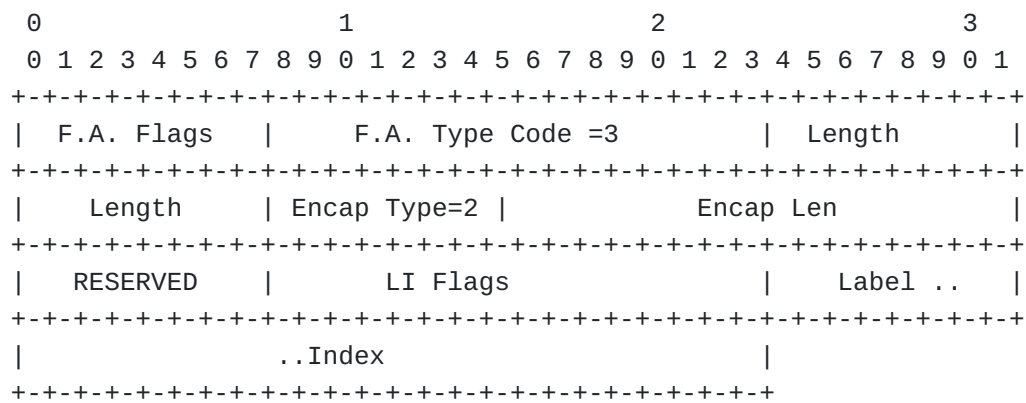 0                   1                   2                   3
 0 1 2 3 4 5 6 7 8 9 0 1 2 3 4 5 6 7 8 9 0 1 2 3 4 5 6 7 8 9 0 1
+-+-+-+-+-+-+-+-+-+-+-+-+-+-+-+-+-+-+-+-+-+-+-+-+-+-+-+-+-+-+-+-+
|  F.A. Flags   |     F.A. Type Code =3         |  Length       |
+-+-+-+-+-+-+-+-+-+-+-+-+-+-+-+-+-+-+-+-+-+-+-+-+-+-+-+-+-+-+-+-+
|    Length     | Encap Type=2 |            Encap Len           |
+-+-+-+-+-+-+-+-+-+-+-+-+-+-+-+-+-+-+-+-+-+-+-+-+-+-+-+-+-+-+-+-+
|   RESERVED    |       LI Flags                |    Label ..   |
+-+-+-+-+-+-+-+-+-+-+-+-+-+-+-+-+-+-+-+-+-+-+-+-+-+-+-+-+-+-+-+-+
|                ..Index                        |
+-+-+-+-+-+-+-+-+-+-+-+-+-+-+-+-+-+-+-+-+-+-+-+-+